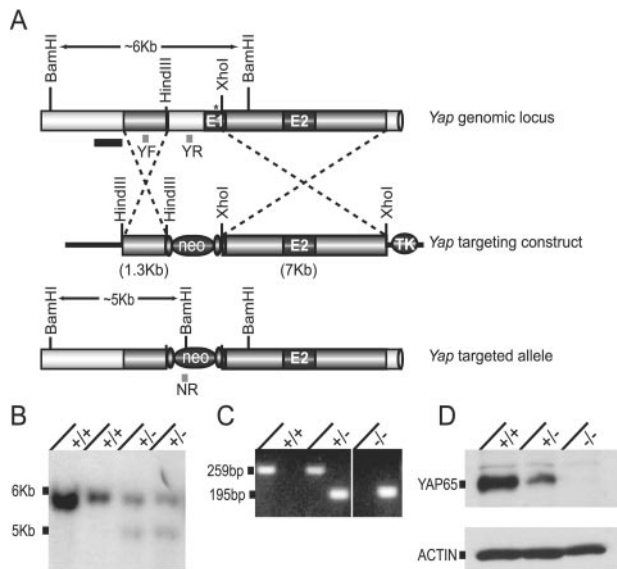 A
~6Kb
BamHI
HindIII
XhoI
BamHI
*
E1
E2
Yap genomic locus
YF
YR
HindIII
HindIII
XhoI
XhoI
neo
E2
TK
Yap targeting construct
(1.3Kb)
(7Kb)
~5Kb
BamHI
BamHI
BamHI
neo
E2
Yap targeted allele
NR
B
+/+
+/+
+/-
+/-
6Kb
5Kb
C
+/+
+/-
-/-
259bp
195bp
D
+/+
+/-
-/-
YAP65
ACTIN